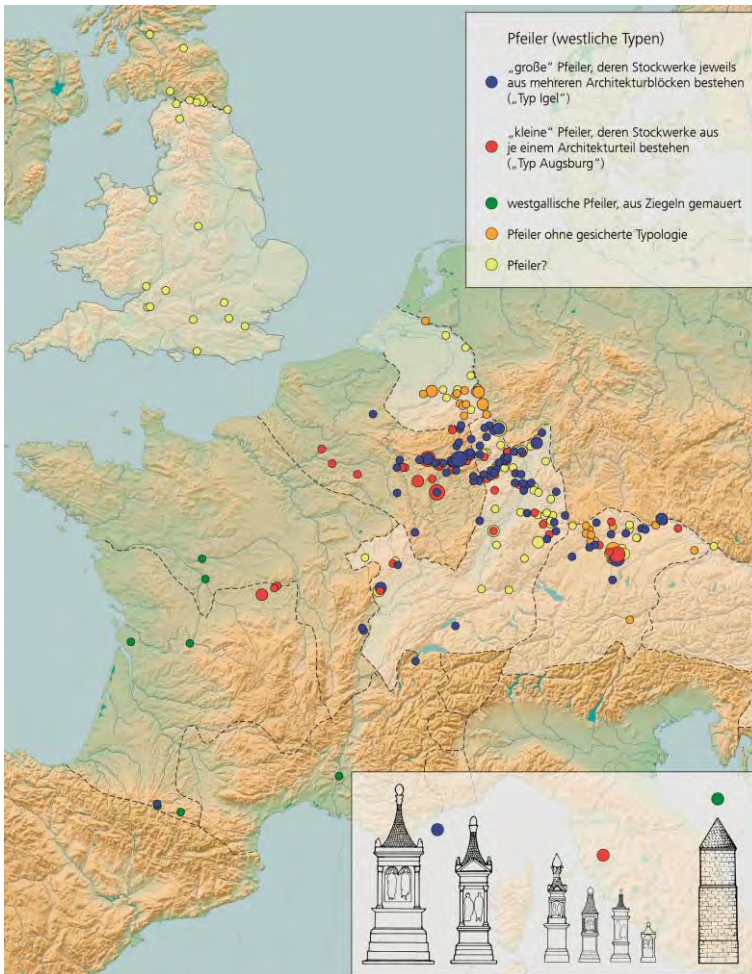 Pfeiler (westliche Typen)
„große“ Pfeiler, deren Stockwerke jeweils
aus mehreren Architekturblöcken bestehen
(„Typ Igel“)
„kleine“ Pfeiler, deren Stockwerke aus
je einem Architekturteil bestehen
(„Typ Augsburg“)
westgallische Pfeiler, aus Ziegeln gemauert
Pfeiler ohne gesicherte Typologie
Pfeiler?